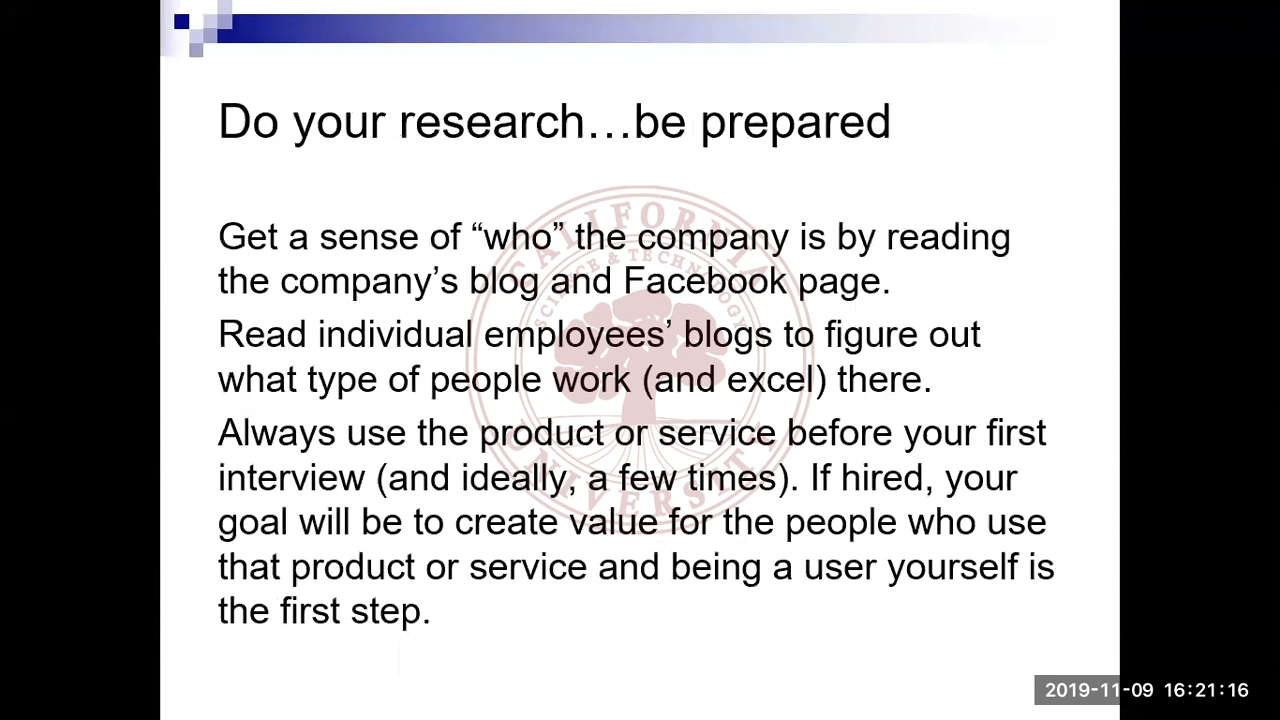 Do your research…be prepared
Get a sense of “who” the company is by reading
the company’s blog and Facebook page.
Read individual employees’ blogs to figure out
what type of people work (and excel) there.
Always use the product or service before your first
interview (and ideally, a few times). If hired, your
goal will be to create value for the people who use
that product or service and being a user yourself is
the first step.
CALIFORNIA
SCIENCE & TECHNOLOGY
UNIVERSITY
2019-11-09 16:21:16